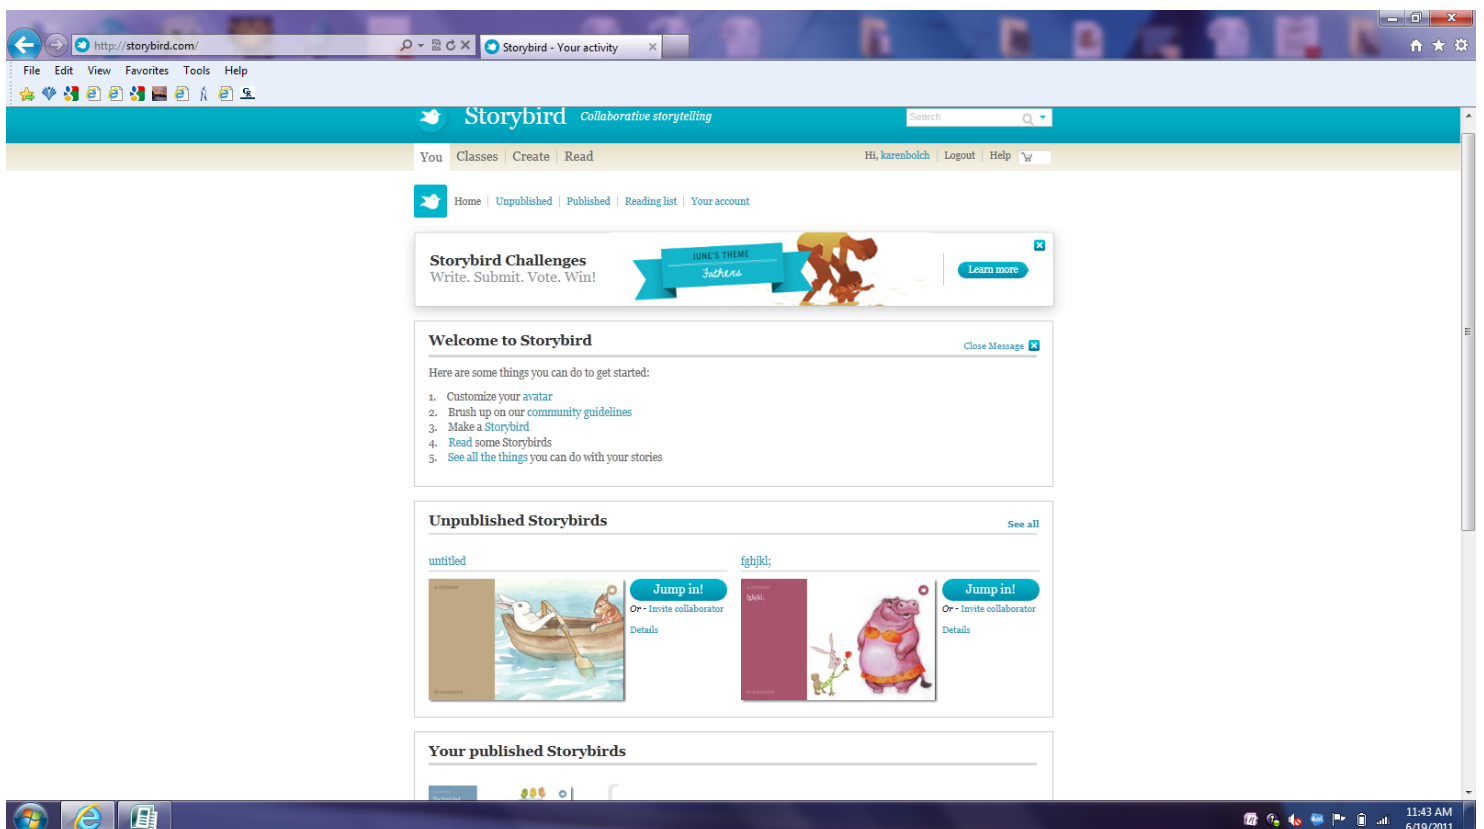 http://storybird.com/
Storybird - Your activity
File Edit View Favorites Tools Help
Storybird Collaborative storytelling
Search
You Classes Create Read
Hi, karenbolch Logout Help
Home Unpublished Published Reading list Your account
Storybird Challenges
Write. Submit. Vote. Win!
JUNE'S THEME
Fathers
Learn more
Welcome to Storybird
Close Message
Here are some things you can do to get started:
1. Customize your avatar
2. Brush up on our community guidelines
3. Make a Storybird
4. Read some Storybirds
5. See all the things you can do with your stories
Unpublished Storybirds
See all
untitled
fghjkl;
Jump in!
Or - Invite collaborator
Details
fghjkl;
Jump in!
Or - Invite collaborator
Details
Your published Storybirds
11:43 AM
6/19/2011